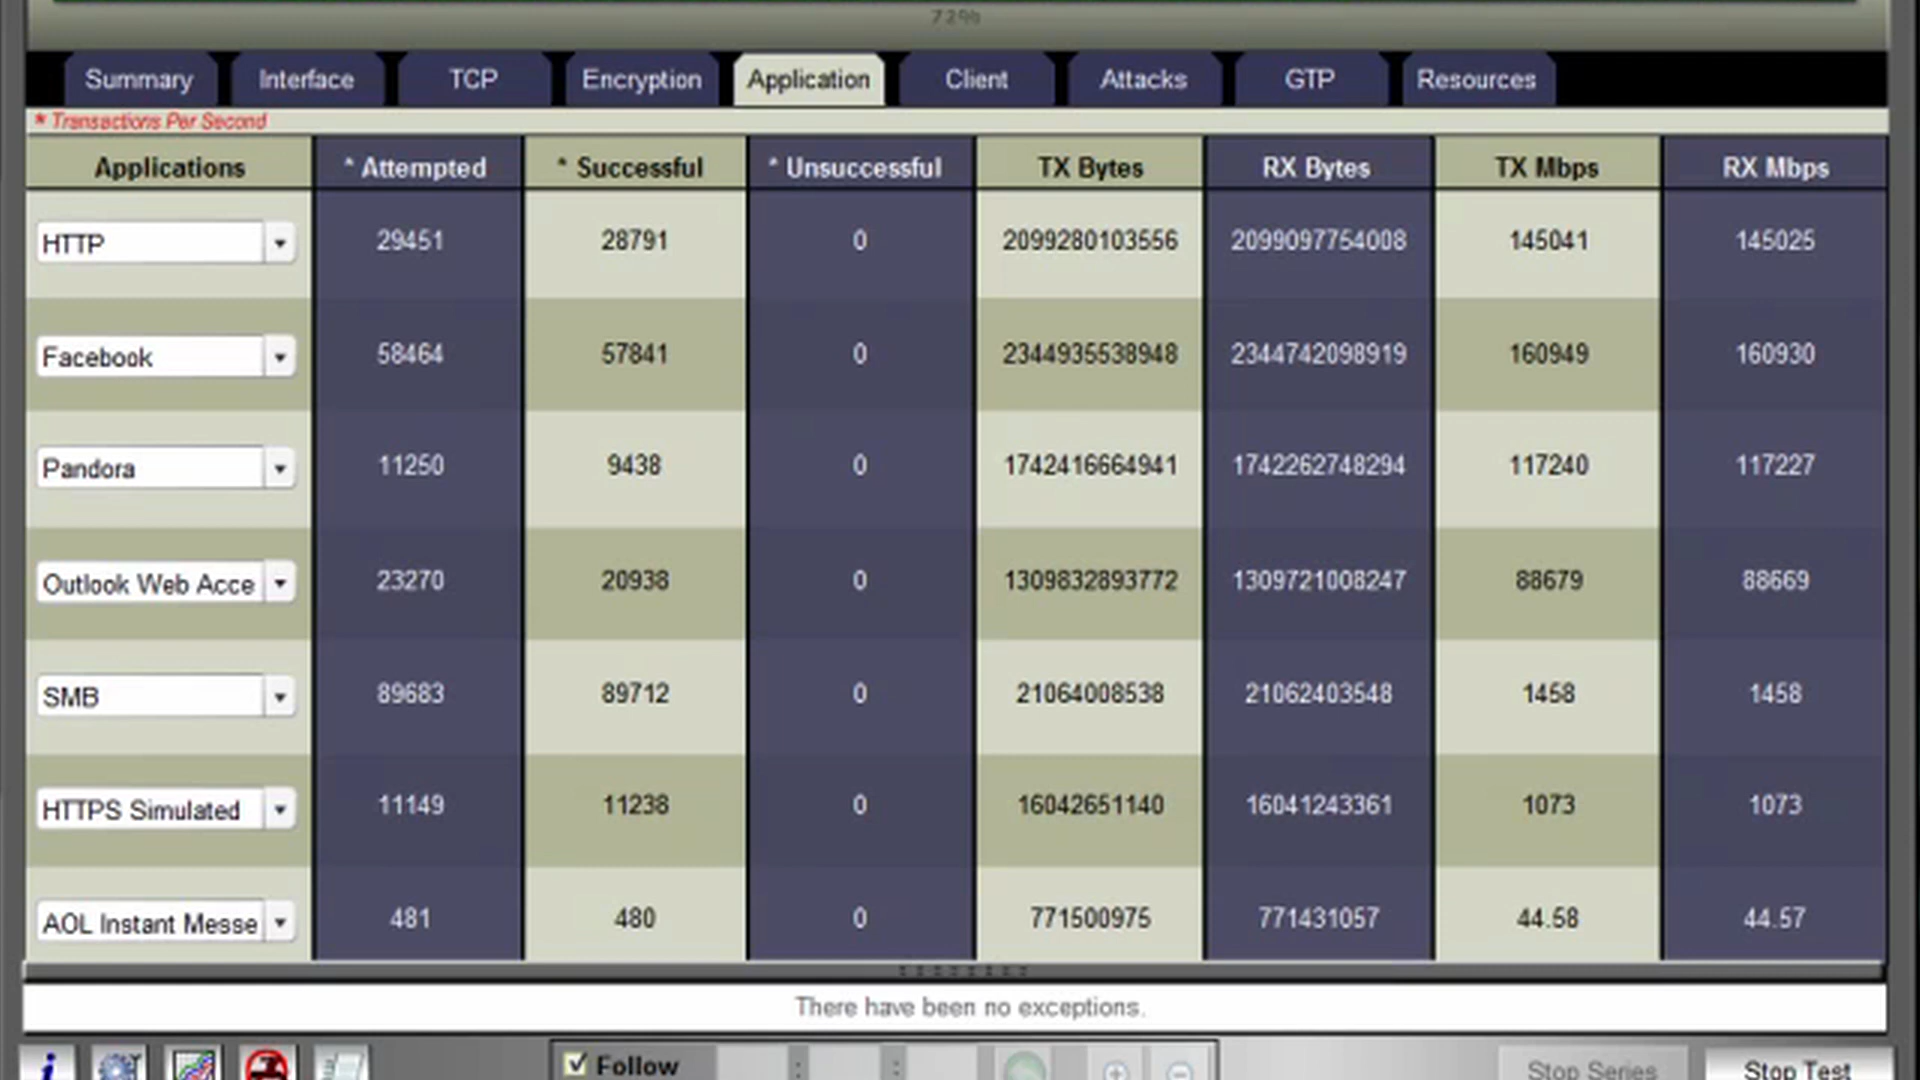 72%
Summary Interface TCP Encryption Application Client Attacks GTP Resources
* Transactions Per Second
Applications * Attempted * Successful * Unsuccessful TX Bytes RX Bytes TX Mbps RX Mbps
HTTP 29451 28791 0 2099280103556 2099097754008 145041 145025
Facebook 58464 57841 0 2344935538948 2344742098919 160949 160930
Pandora 11250 9438 0 1742416664941 1742262748294 117240 117227
Outlook Web Acce 23270 20938 0 1309832893772 1309721008247 88679 88669
SMB 89683 89712 0 21064008538 21062403548 1458 1458
HTTPS Simulated 11149 11238 0 16042651140 16041243361 1073 1073
AOL Instant Messe 481 480 0 771500975 771431057 44.58 44.57
There have been no exceptions.
Follow : : Stop Series Stop Test